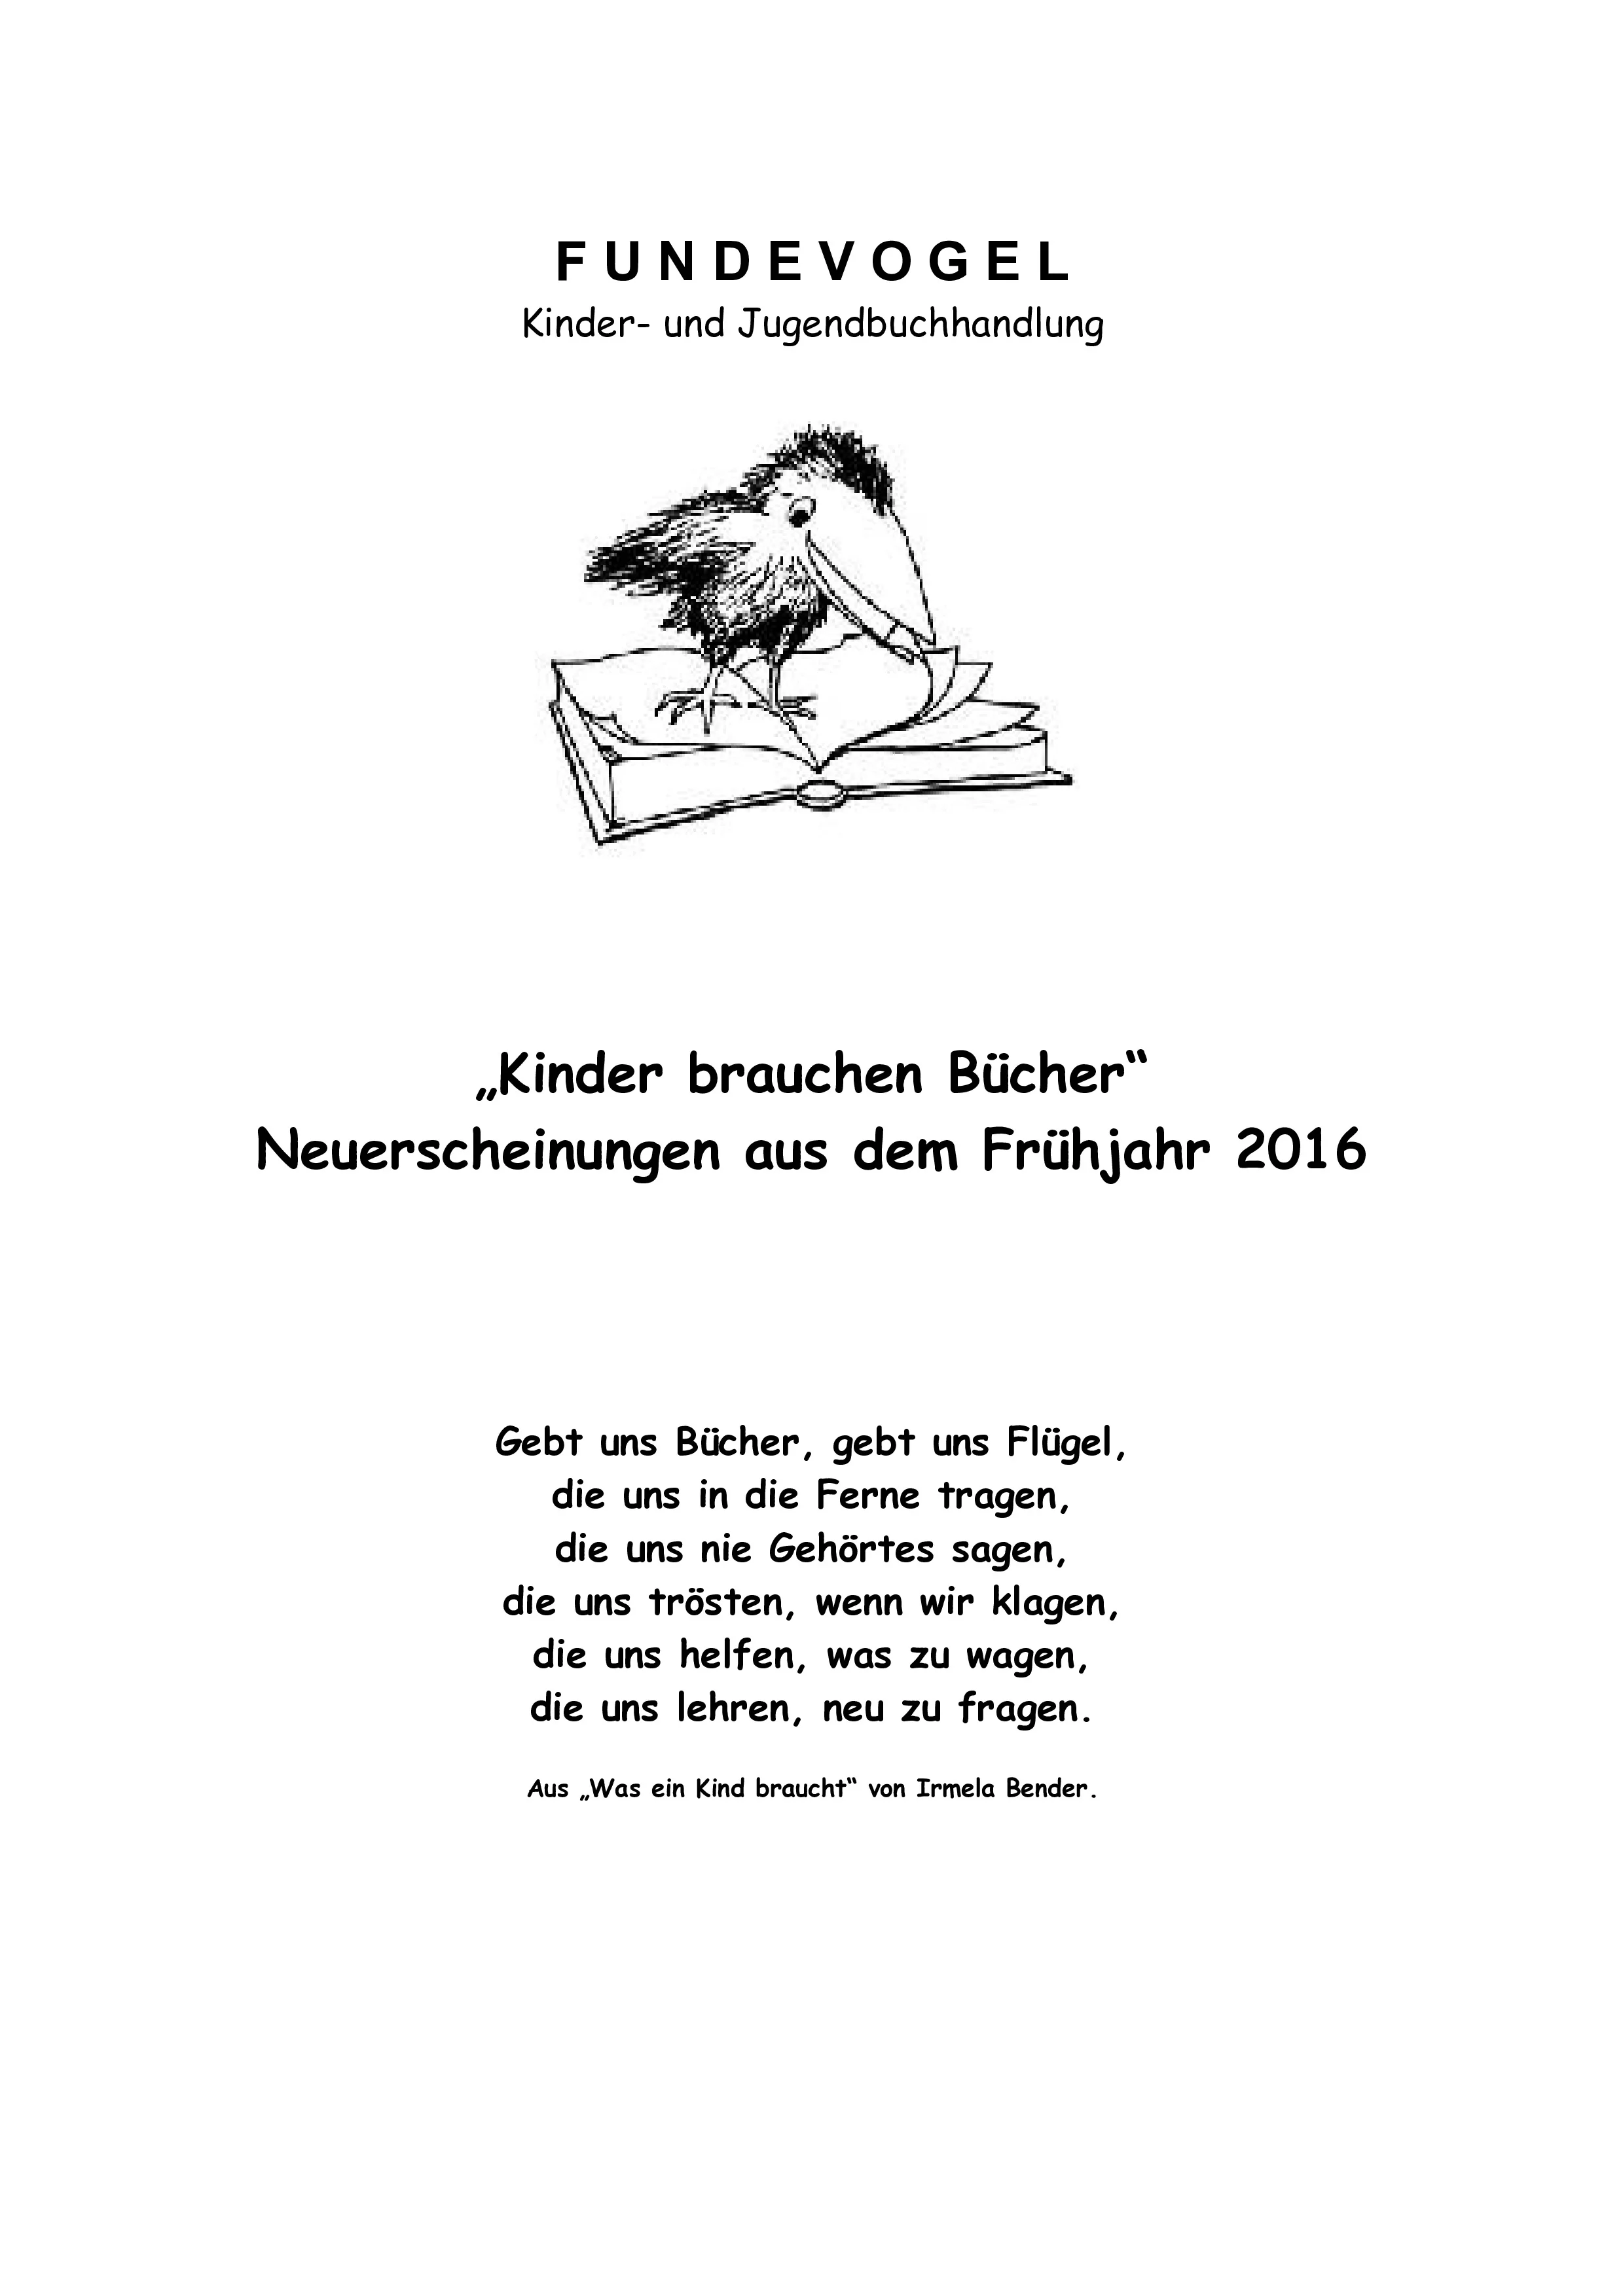 FUNDEVOGEL
Kinder- und Jugendbuchhandlung
„Kinder brauchen Bücher“
Neuerscheinungen aus dem Frühjahr 2016
Gebt uns Bücher, gebt uns Flügel,
die uns in die Ferne tragen,
die uns nie Gehörtes sagen,
die uns trösten, wenn wir klagen,
die uns helfen, was zu wagen,
die uns lehren, neu zu fragen.
Aus „Was ein Kind braucht“ von Irmela Bender.